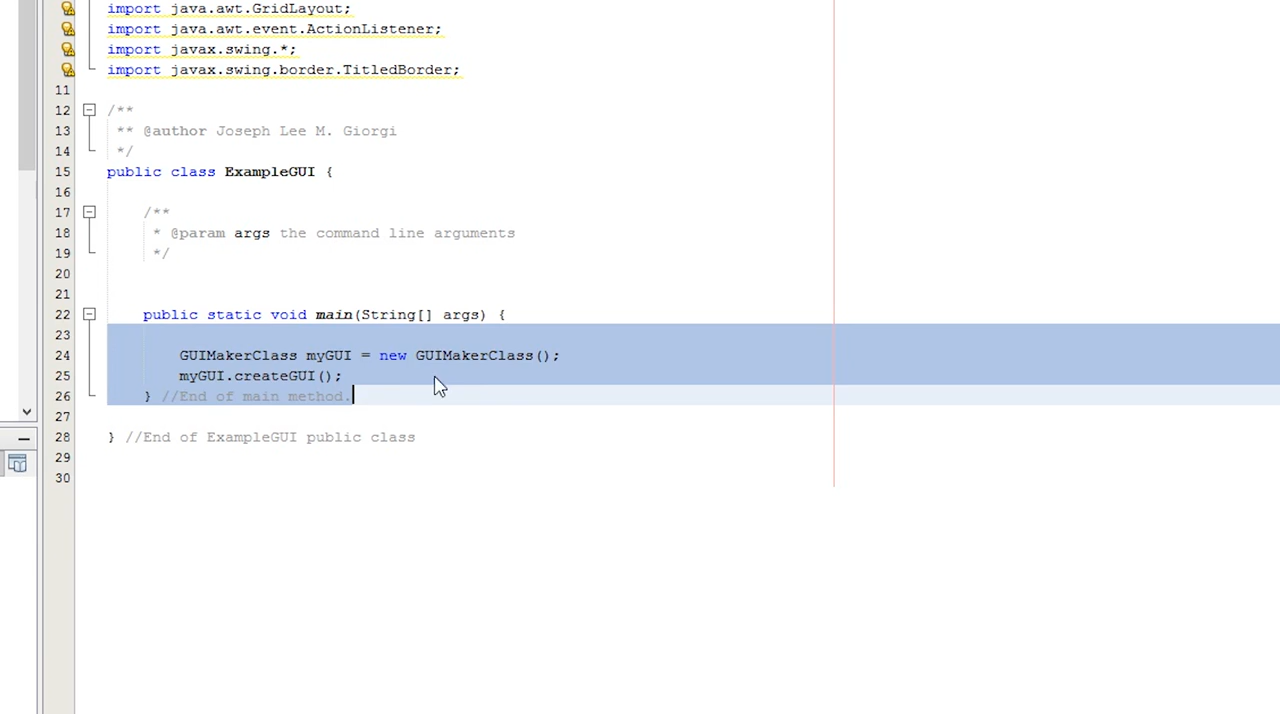 import java.awt.GridLayout;
import java.awt.event.ActionListener;
import javax.swing.*;
import javax.swing.border.TitledBorder;
11
12 /**
13 ** @author Joseph Lee M. Giorgi
14 */
15 public class ExampleGUI {
16
17 /**
18 * @param args the command line arguments
19 */
20
21
22 public static void main(String[] args) {
23
24 GUIMakerClass myGUI = new GUIMakerClass();
25 myGUI.createGUI();
26 } //End of main method.
27
28 } //End of ExampleGUI public class
29
30